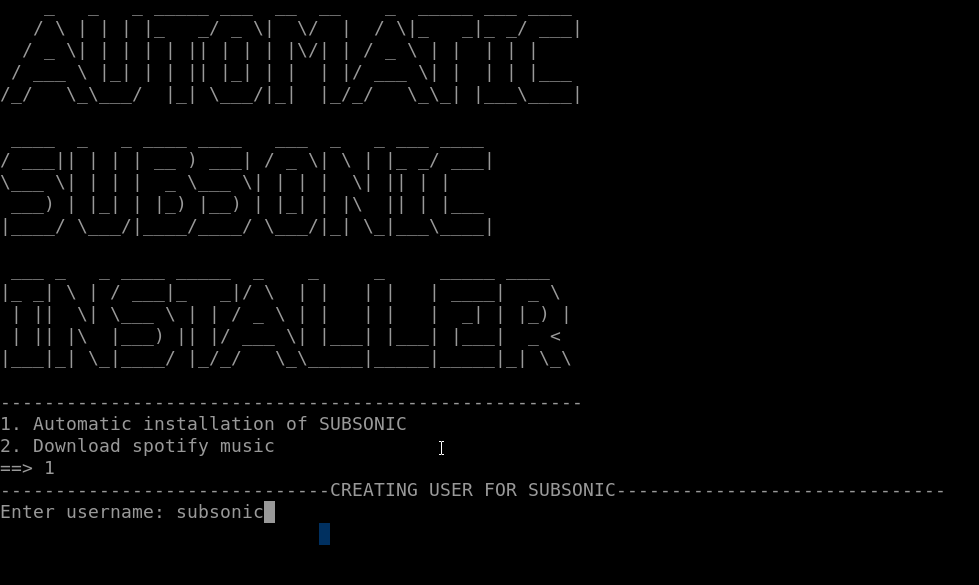 AUTOMATIC
SUBSONIC
INSTALLER
-----------------------------------------------------
1. Automatic installation of SUBSONIC
2. Download spotify music
==> 1
------------------------------CREATING USER FOR SUBSONIC------------------------------
Enter username: subsonic